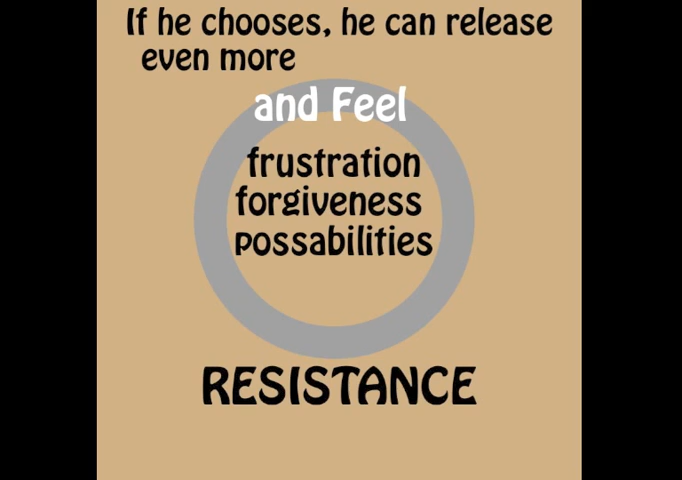 If he chooses, he can release
even more
and Feel
frustration
forgiveness
possabilities
RESISTANCE